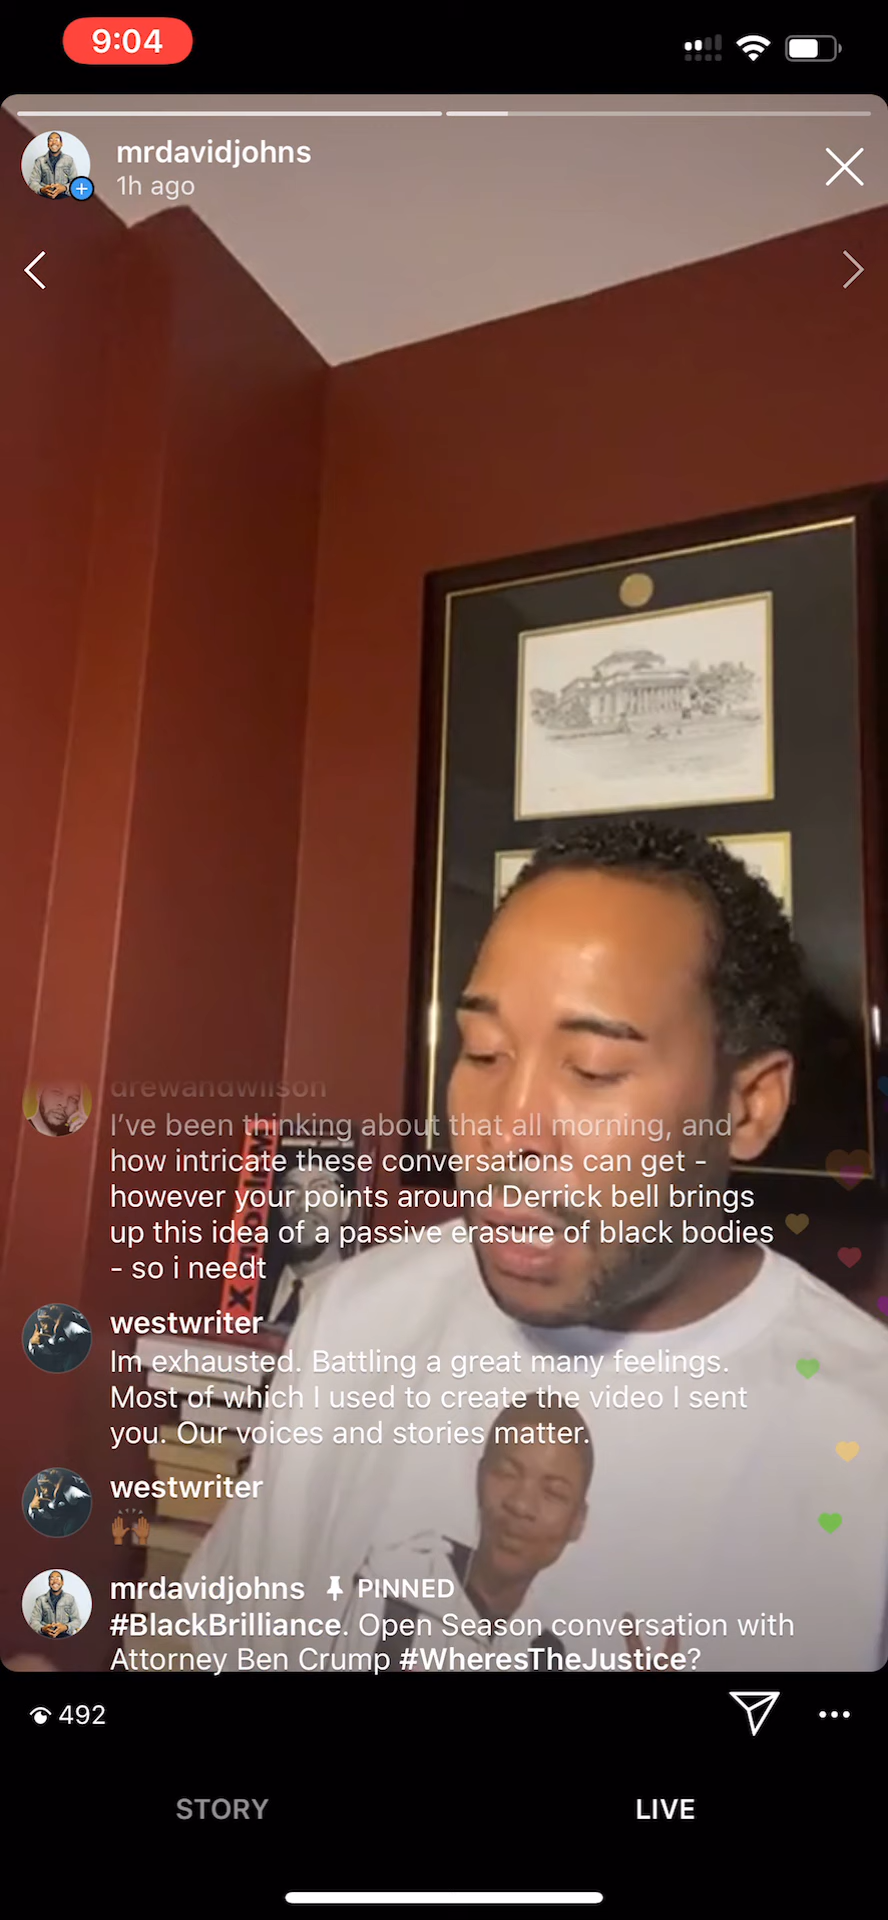 9:04
mrdavidjohns
1h ago
drewandwilson
I've been thinking about that all morning, and
how intricate these conversations can get -
however your points around Derrick bell brings
up this idea of a passive erasure of black bodies
- so i needt
westwriter
Im exhausted. Battling a great many feelings.
Most of which I used to create the video I sent
you. Our voices and stories matter.
westwriter
🙌🏾
mrdavidjohns PINNED
#BlackBrilliance. Open Season conversation with
Attorney Ben Crump #WheresTheJustice?
492
STORY
LIVE